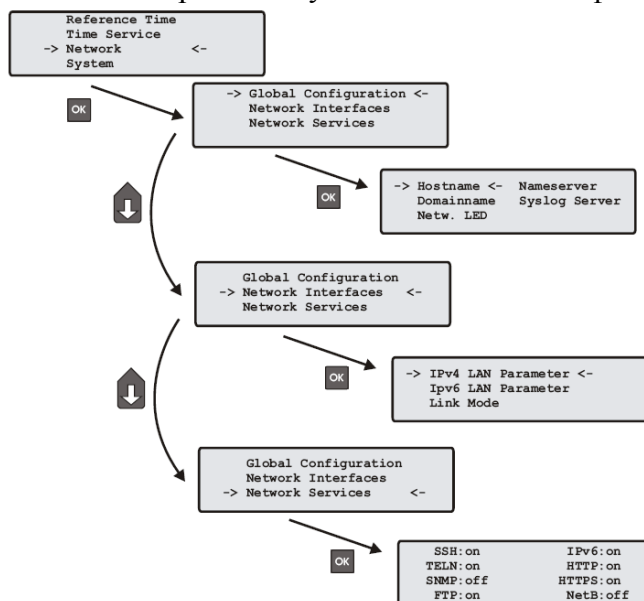 Reference Time
Time Service
-> Network <-
System
OK
-> Global Configuration <-
Network Interfaces
Network Services
OK
-> Hostname <- Nameserver
Domainname Syslog Server
Netw. LED
Global Configuration
-> Network Interfaces <-
Network Services
OK
-> IPv4 LAN Parameter <-
Ipv6 LAN Parameter
Link Mode
Global Configuration
Network Interfaces
-> Network Services <-
OK
SSH:on IPv6:on
TELN:on HTTP:on
SNMP:off HTTPS:on
FTP:on NetB:off